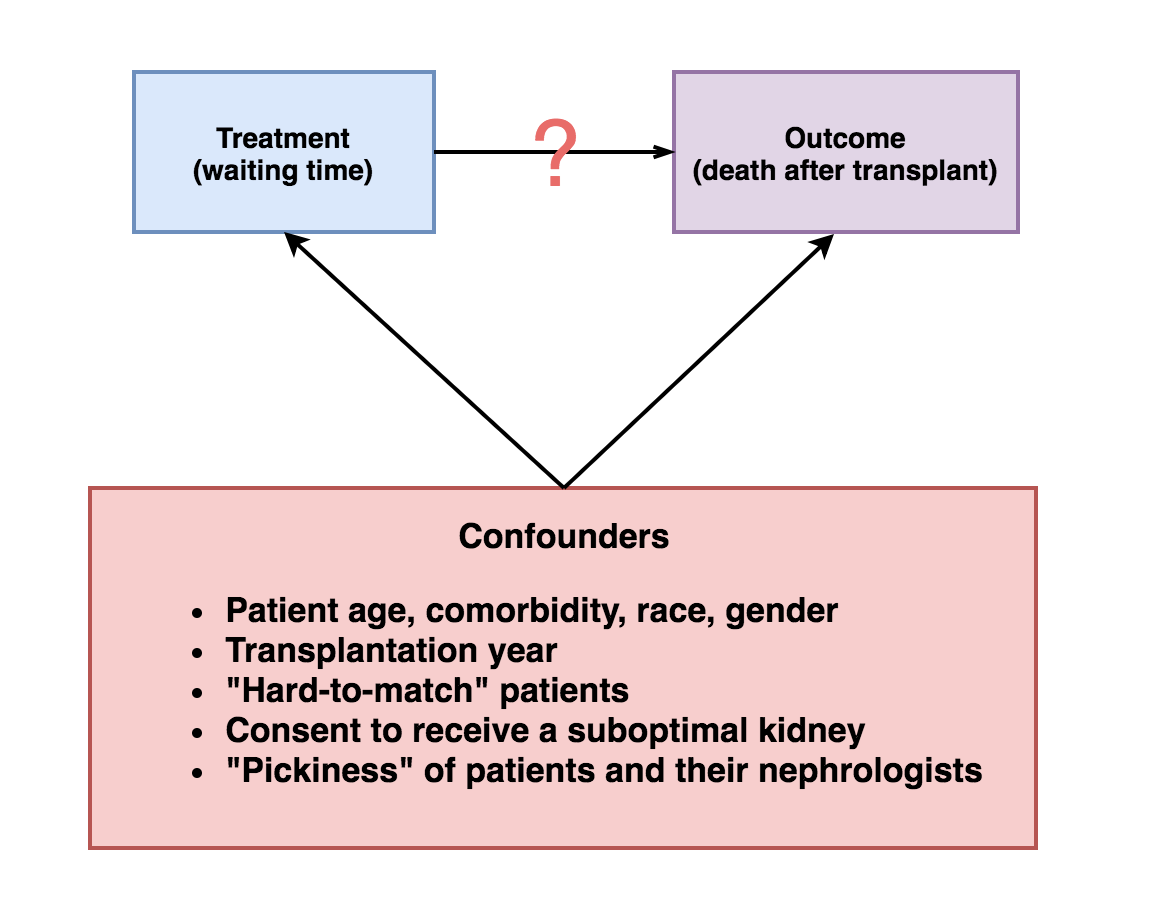 Treatment
(waiting time)
?
Outcome
(death after transplant)
Confounders
• Patient age, comorbidity, race, gender
• Transplantation year
• "Hard-to-match" patients
• Consent to receive a suboptimal kidney
• "Pickiness" of patients and their nephrologists